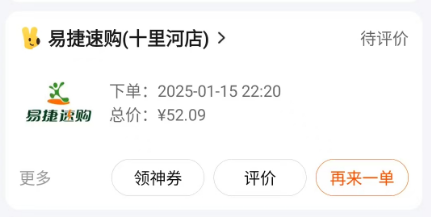 易捷速购(十里河店)
待评价
易捷速购
下单：2025-01-15 22:20
总价：¥52.09
更多
领神券
评价
再来一单